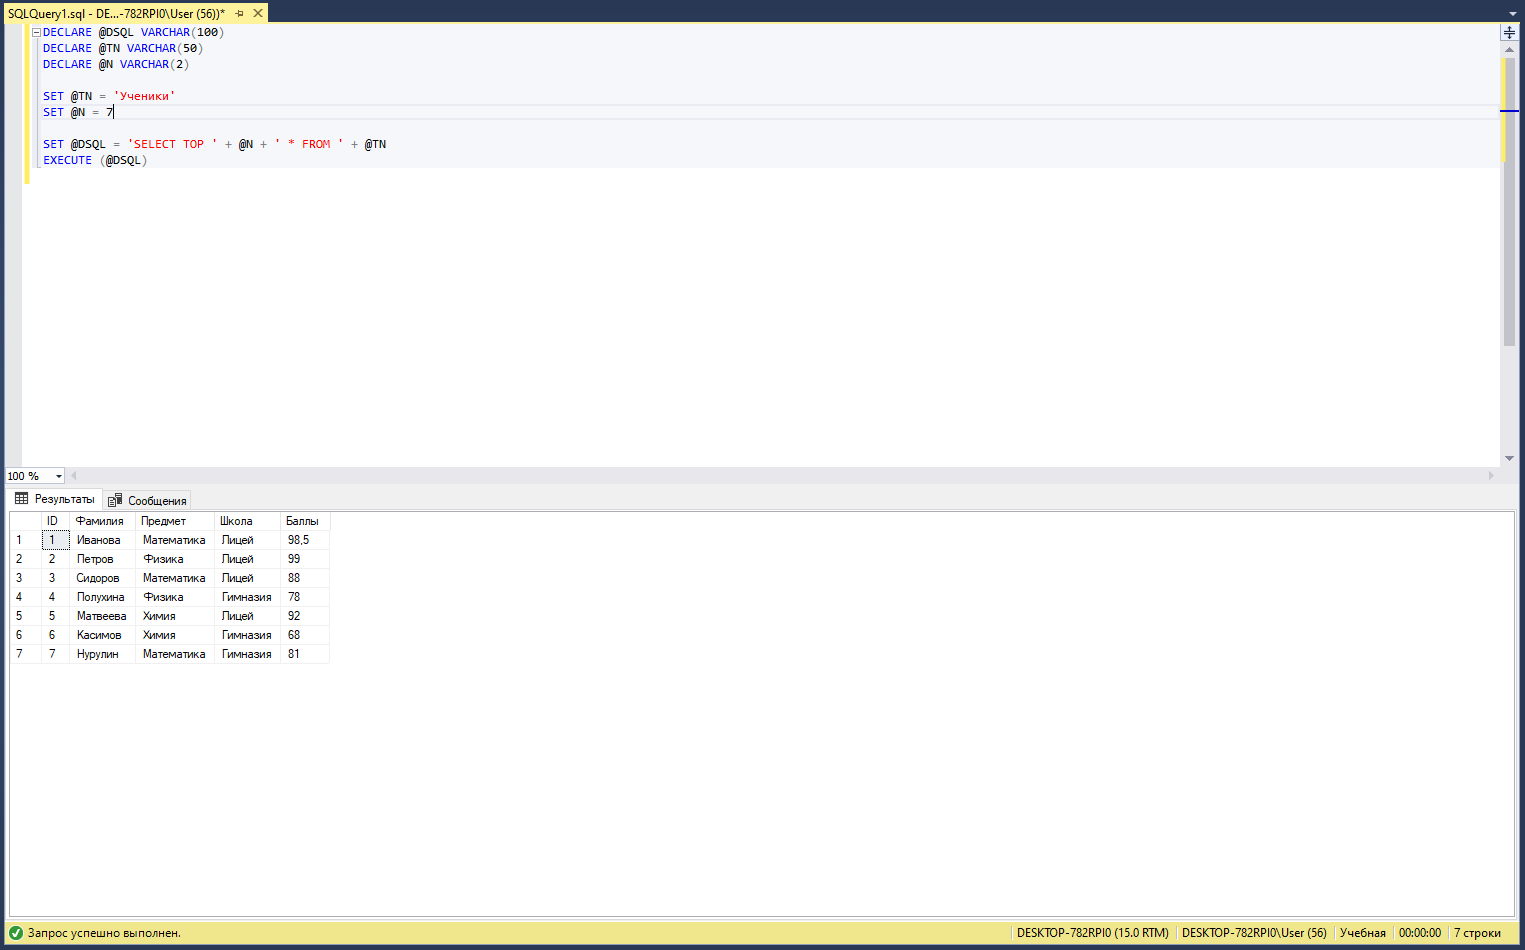 SQLQuery1.sql - DE...-782RPI0\User (56))*
DECLARE @DSQL VARCHAR(100)
DECLARE @TN VARCHAR(50)
DECLARE @N VARCHAR(2)
SET @TN = 'Ученики'
SET @N = 7
SET @DSQL = 'SELECT TOP ' + @N + ' * FROM ' + @TN
EXECUTE (@DSQL)
100 %
Результаты Сообщения
ID Фамилия Предмет Школа Баллы
1 1 Иванова Математика Лицей 98,5
2 2 Петров Физика Лицей 99
3 3 Сидоров Математика Лицей 88
4 4 Полухина Физика Гимназия 78
5 5 Матвеева Химия Лицей 92
6 6 Касимов Химия Гимназия 68
7 7 Нурулин Математика Гимназия 81
Запрос успешно выполнен. DESKTOP-782RPI0 (15.0 RTM) DESKTOP-782RPI0\User (56) Учебная 00:00:00 7 строки